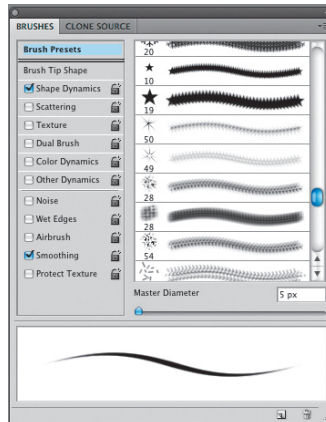 BRUSHES CLONE SOURCE
Brush Presets
Brush Tip Shape
Shape Dynamics
Scattering
Texture
Dual Brush
Color Dynamics
Other Dynamics
Noise
Wet Edges
Airbrush
Smoothing
Protect Texture
20
10
19
50
49
28
28
54
Master Diameter
5 px